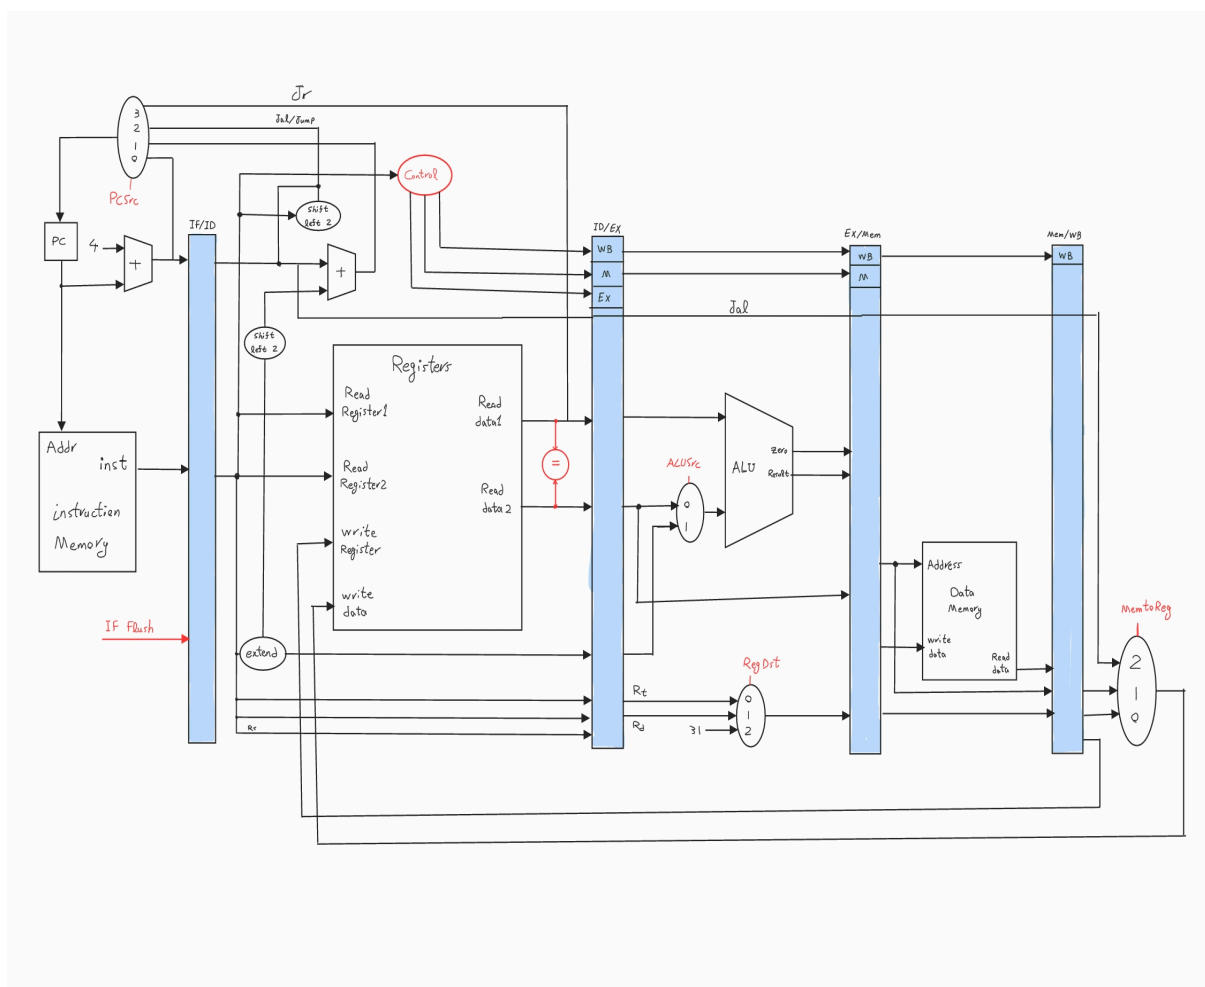 Jr
3
2
1
0
Jal/Jump
PCSrc
Control
shift
left 2
PC
4
+
IF/ID
+
ID/EX
WB
M
EX
EX/Mem
WB
M
Mem/WB
WB
Jal
shift
left 2
Registers
Read
Register1
Read
data1
Read
Register2
Read
data2
write
Register
write
data
=
Addr
inst
instruction
Memory
ALUSrc
0
1
ALU
Zero
Result
Address
Data
Memory
write
data
Read
data
MemtoReg
2
1
0
IF Flush
extend
RegDst
Rt
0
1
Rd
31
2